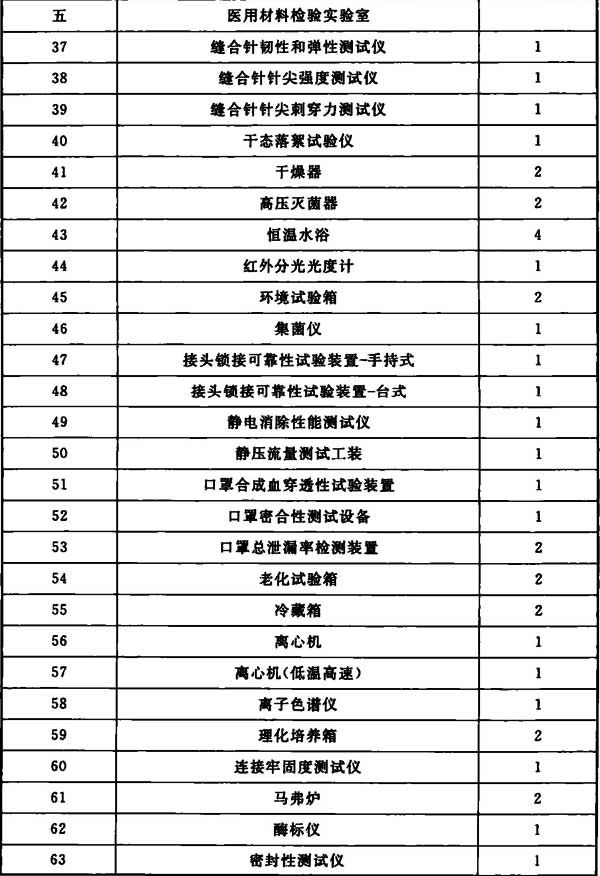 五 医用材料检验实验室
37 缝合针韧性和弹性测试仪 1
38 缝合针针尖强度测试仪 1
39 缝合针针尖刺穿力测试仪 1
40 干态落絮试验仪 1
41 干燥器 2
42 高压灭菌器 2
43 恒温水浴 4
44 红外分光光度计 1
45 环境试验箱 2
46 集菌仪 1
47 接头锁接可靠性试验装置-手持式 1
48 接头锁接可靠性试验装置-台式 1
49 静电消除性能测试仪 1
50 静压流量测试工装 1
51 口罩合成血穿透性试验装置 1
52 口罩密合性测试设备 1
53 口罩总泄漏率检测装置 2
54 老化试验箱 2
55 冷藏箱 2
56 离心机 1
57 离心机(低温高速) 1
58 离子色谱仪 1
59 理化培养箱 2
60 连接牢固度测试仪 1
61 马弗炉 2
62 酶标仪 1
63 密封性测试仪 1